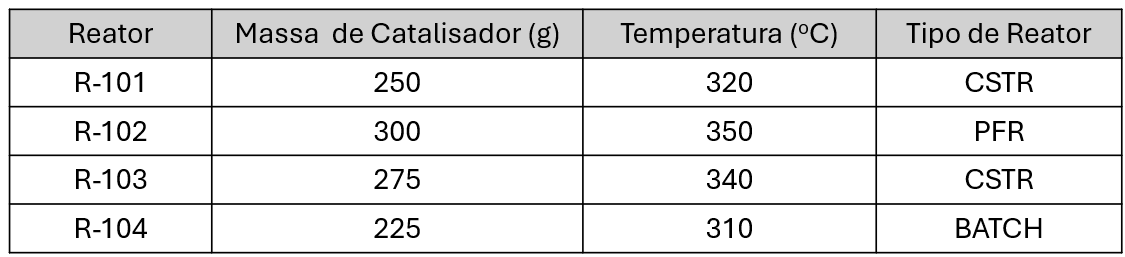 Reator Massa  de Catalisador (g) Temperatura (ºC) Tipo de Reator
R-101 250 320 CSTR
R-102 300 350 PFR
R-103 275 340 CSTR
R-104 225 310 BATCH